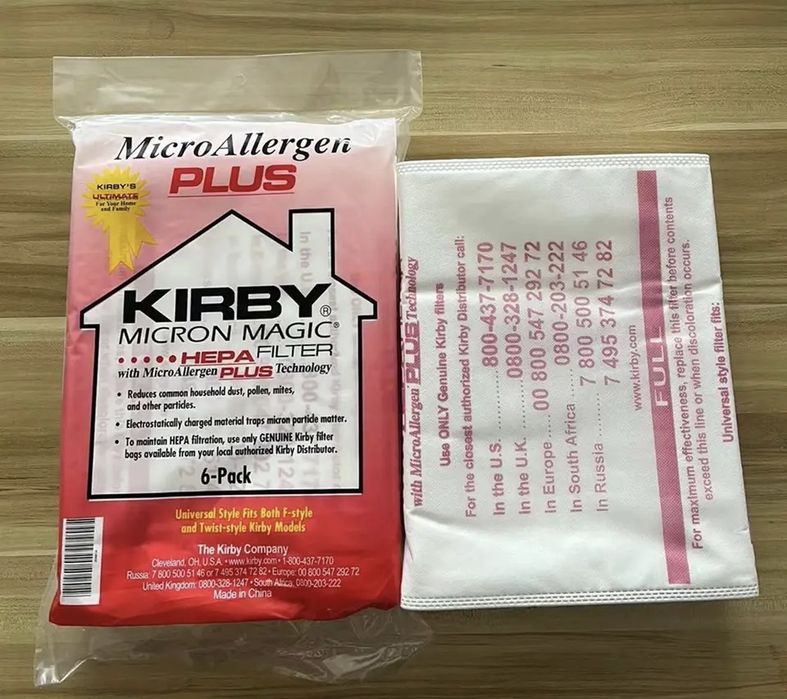 MicroAllergen
PLUS
KIRBY'S
ULTIMATE
For Your Home
and Family
KIRBY®
MICRON MAGIC®
HEPA FILTER
with MicroAllergen PLUS Technology
• Reduces common household dust, pollen, mites,
and other particles.
• Electrostatically charged material traps micron particle matter.
• To maintain HEPA filtration, use only GENUINE Kirby filter
bags available from your local authorized Kirby Distributor.
6-Pack
Universal Style Fits Both F-style
and Twist-style Kirby Models
The Kirby Company
Cleveland, OH, U.S.A. • www.kirby.com • 1-800-437-7170
Russia: 7 800 500 51 46 or 7 495 374 72 82 • Europe: 00 800 547 292 72
United Kingdom: 0800-328-1247 • South Africa: 0800-203-222
Made in China
with MicroAllergen PLUS Technology
Use ONLY Genuine Kirby filters
For the closest authorized Kirby Distributor call:
In the U.S. ......... 800-437-7170
In the U.K. ....... 0800-328-1247
In Europe .... 00 800 547 292 72
In South Africa .... 0800-203-222
In Russia ....... 7 800 500 51 46
7 495 374 72 82
www.kirby.com
FULL
For maximum effectiveness, replace this filter before contents
exceed this line or when discoloration occurs.
Universal style filter fits: